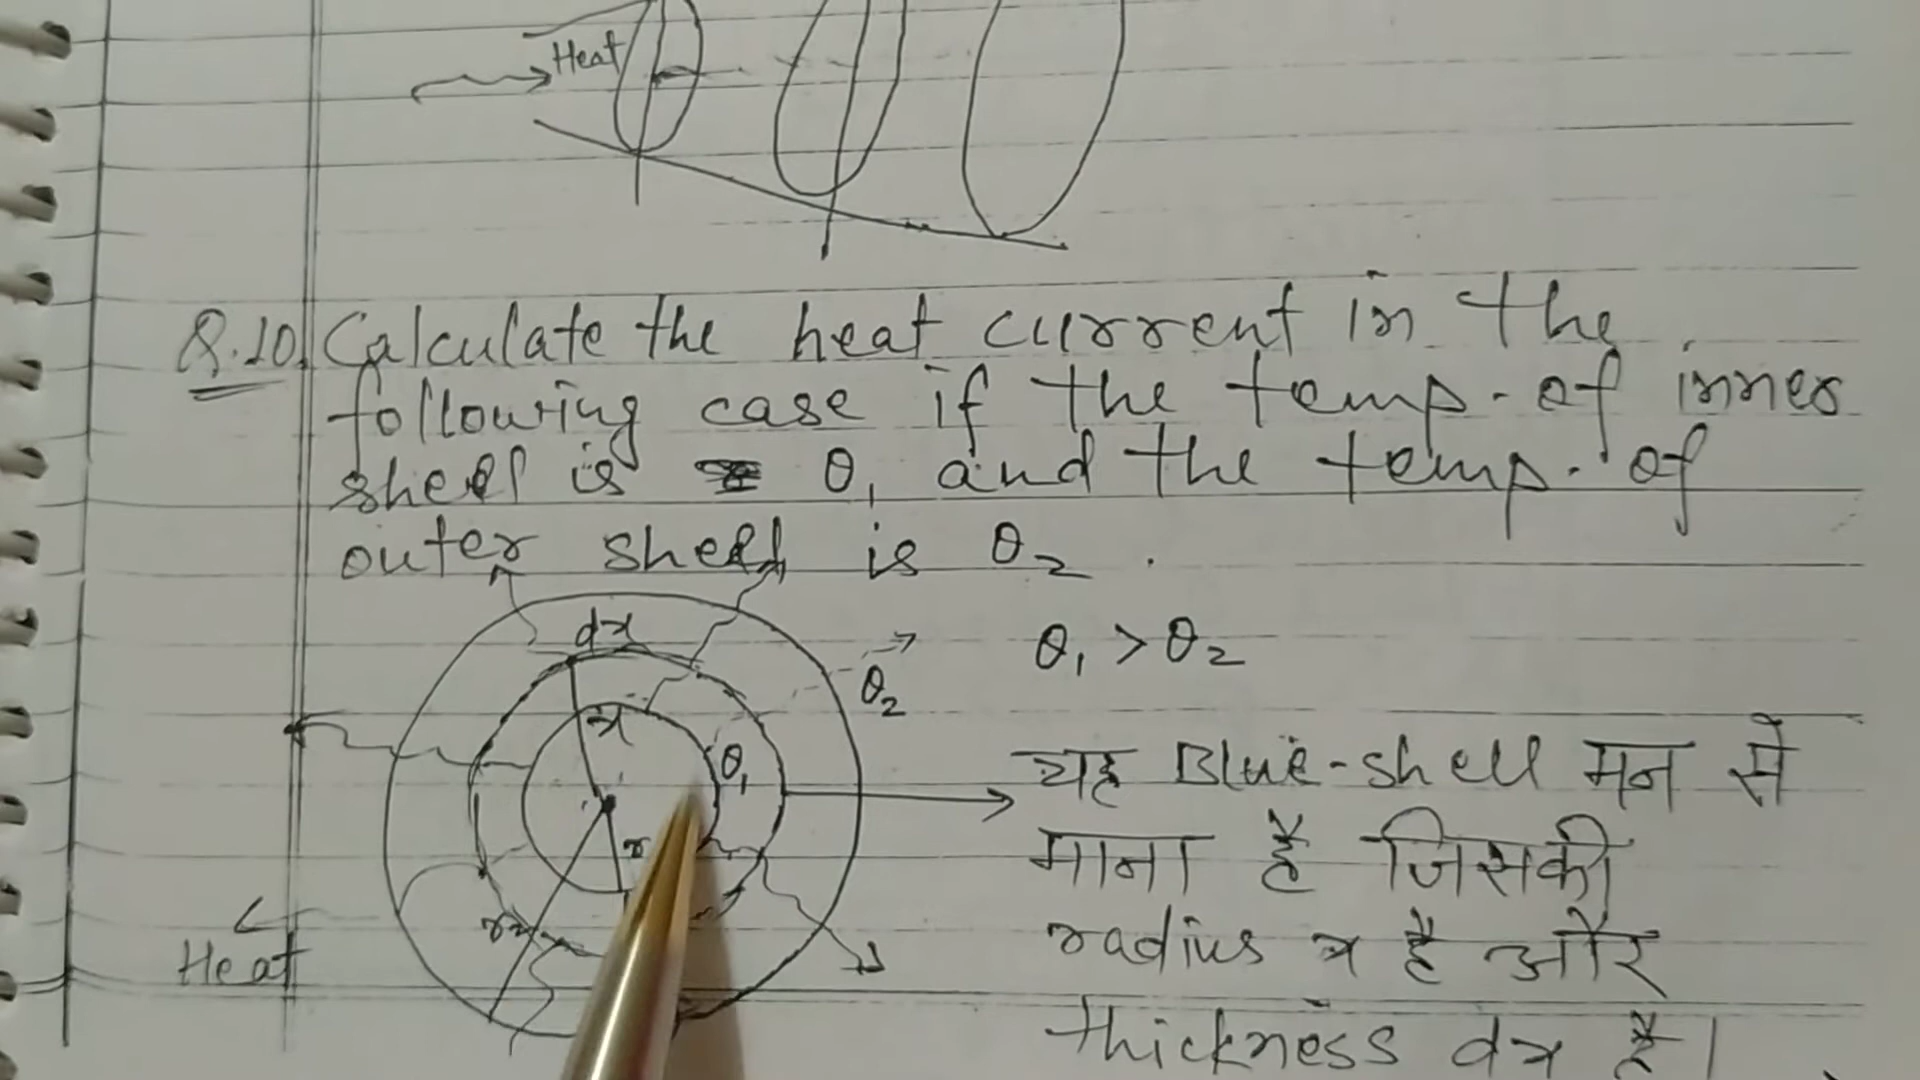 Heat
Q.10. Calculate the heat current in the
following case if the temp. of inner
shell is θ₁ and the temp. of
outer shell is θ₂ .
dx
θ₁ > θ₂
θ₂
x
θ₁
यह Blue-shell मन से
माना है जिसकी
r₂
radius x है और
Heat
thickness dx है।